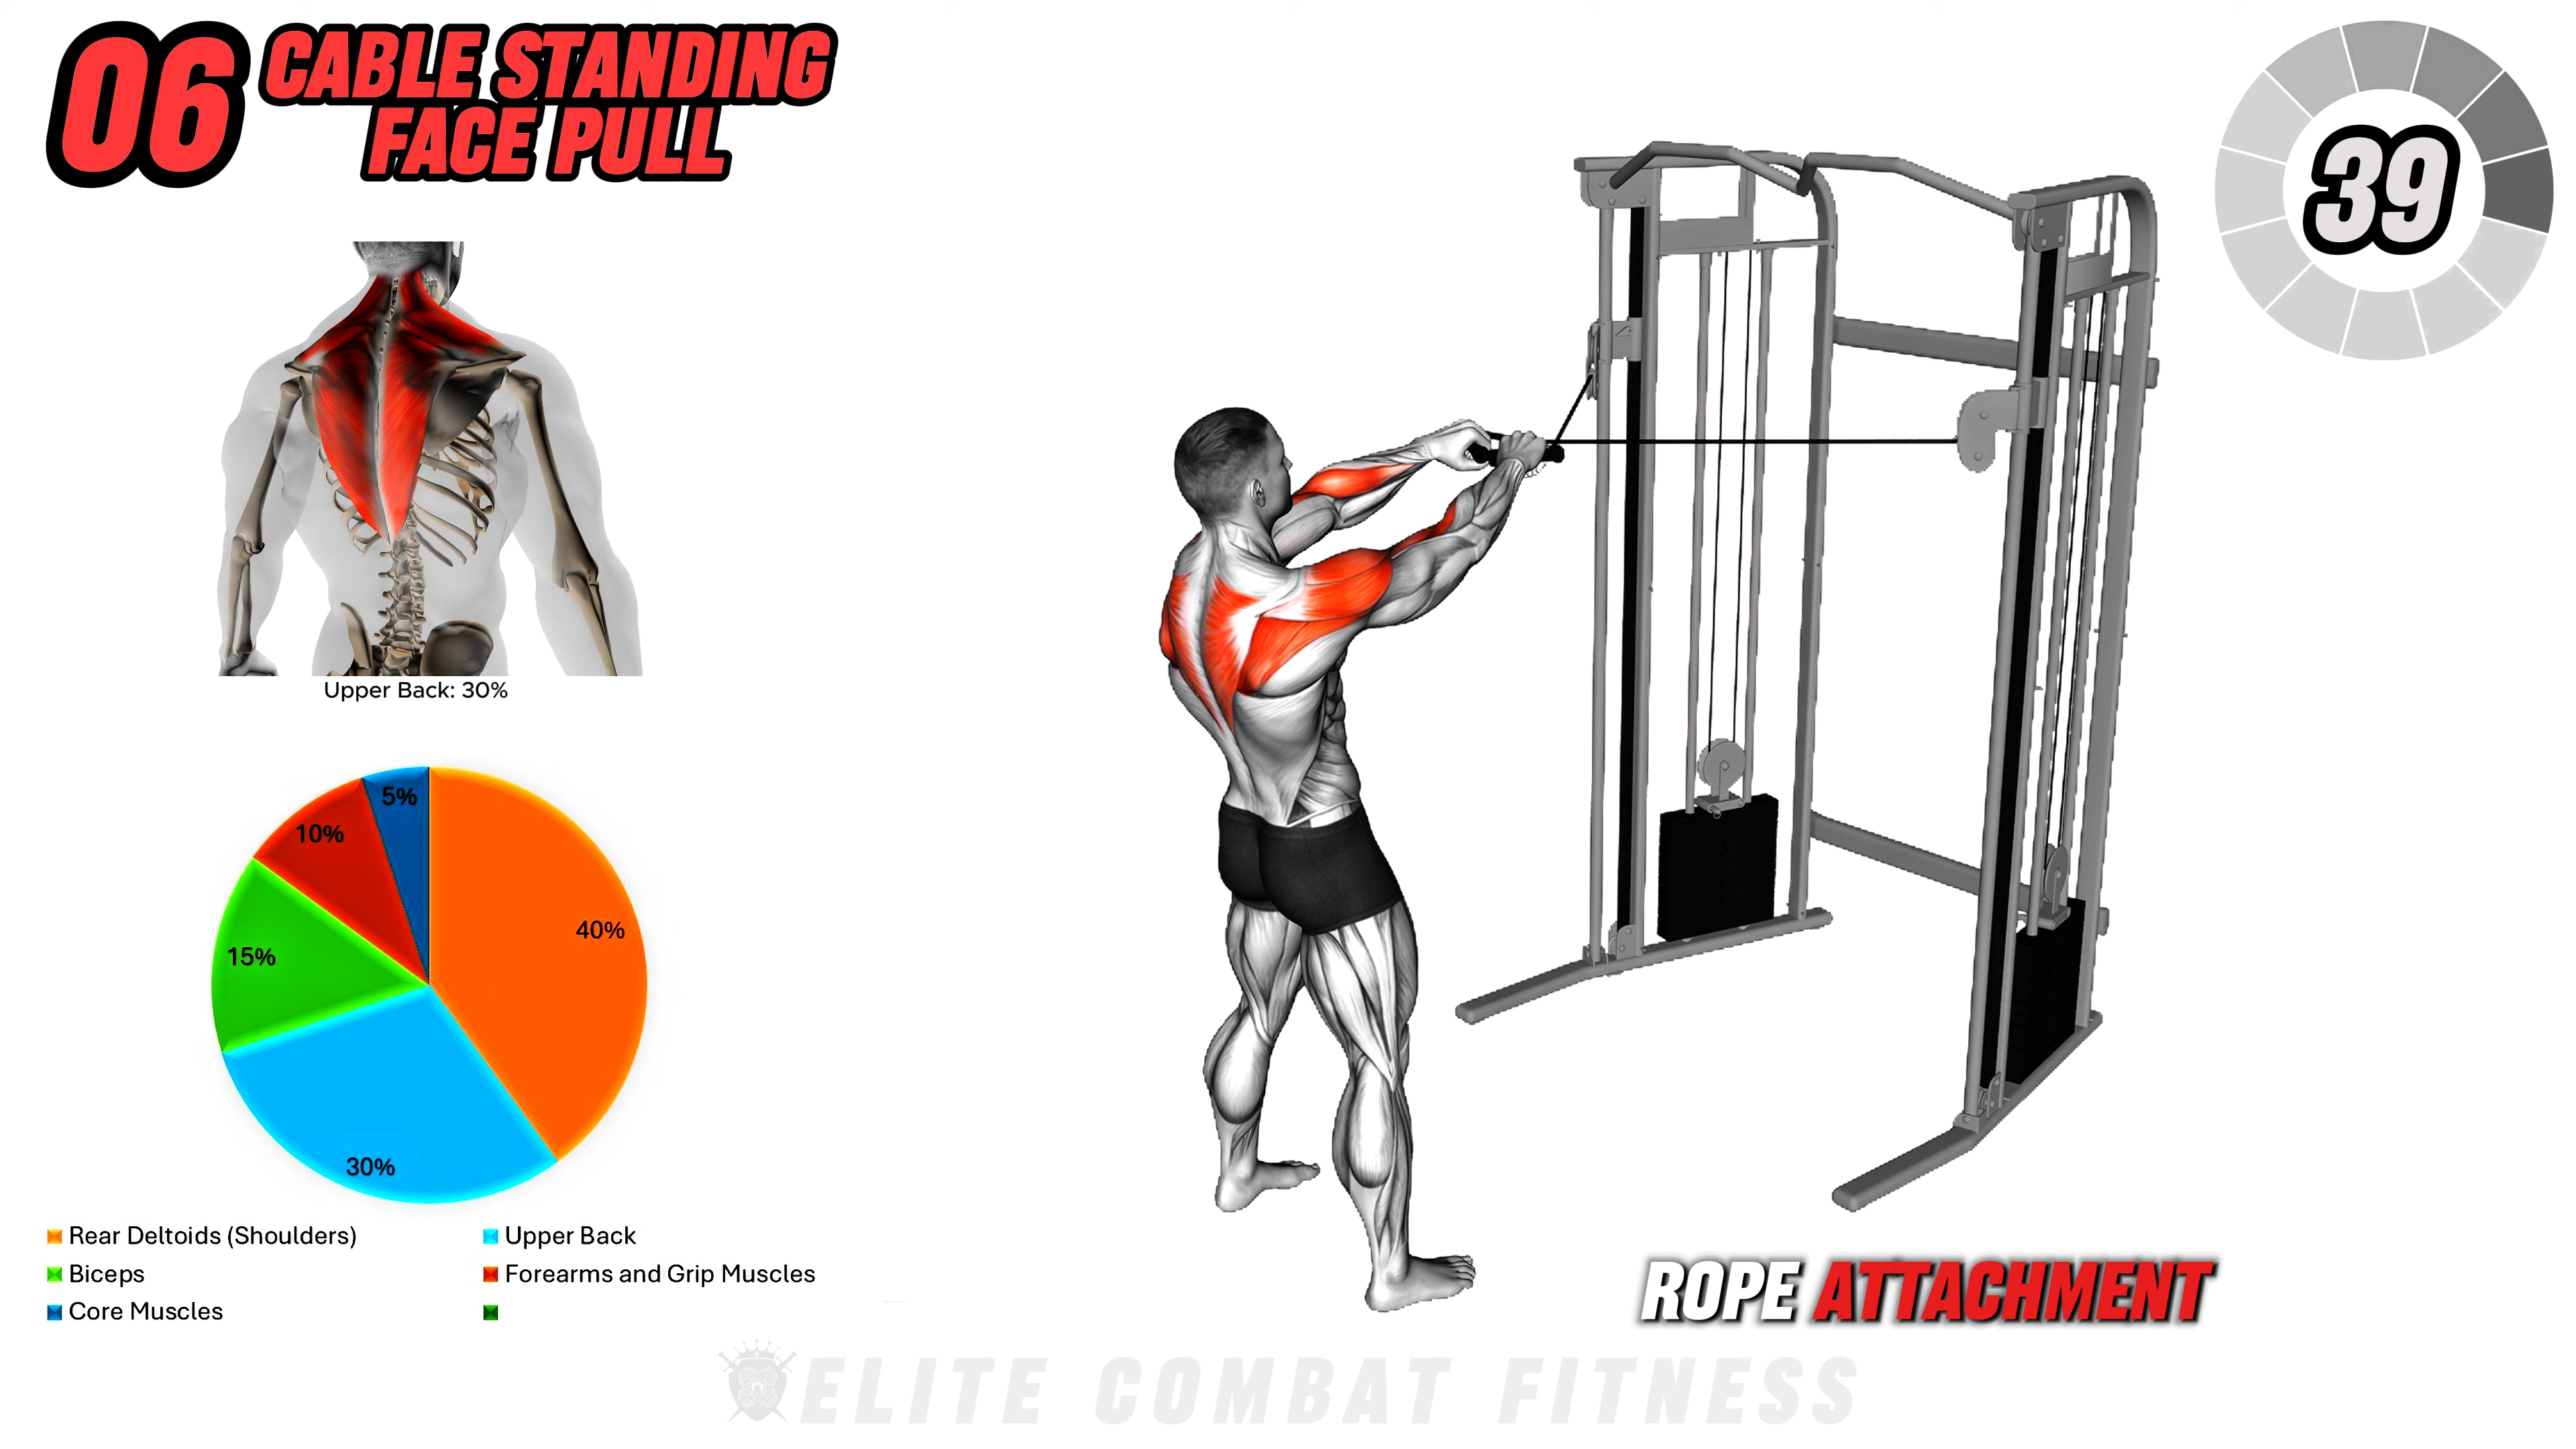 06 CABLE STANDING
FACE PULL
39
Upper Back: 30%
5%
10%
40%
15%
30%
Rear Deltoids (Shoulders)
Upper Back
Biceps
Forearms and Grip Muscles
Core Muscles
ROPE ATTACHMENT
ELITE COMBAT FITNESS